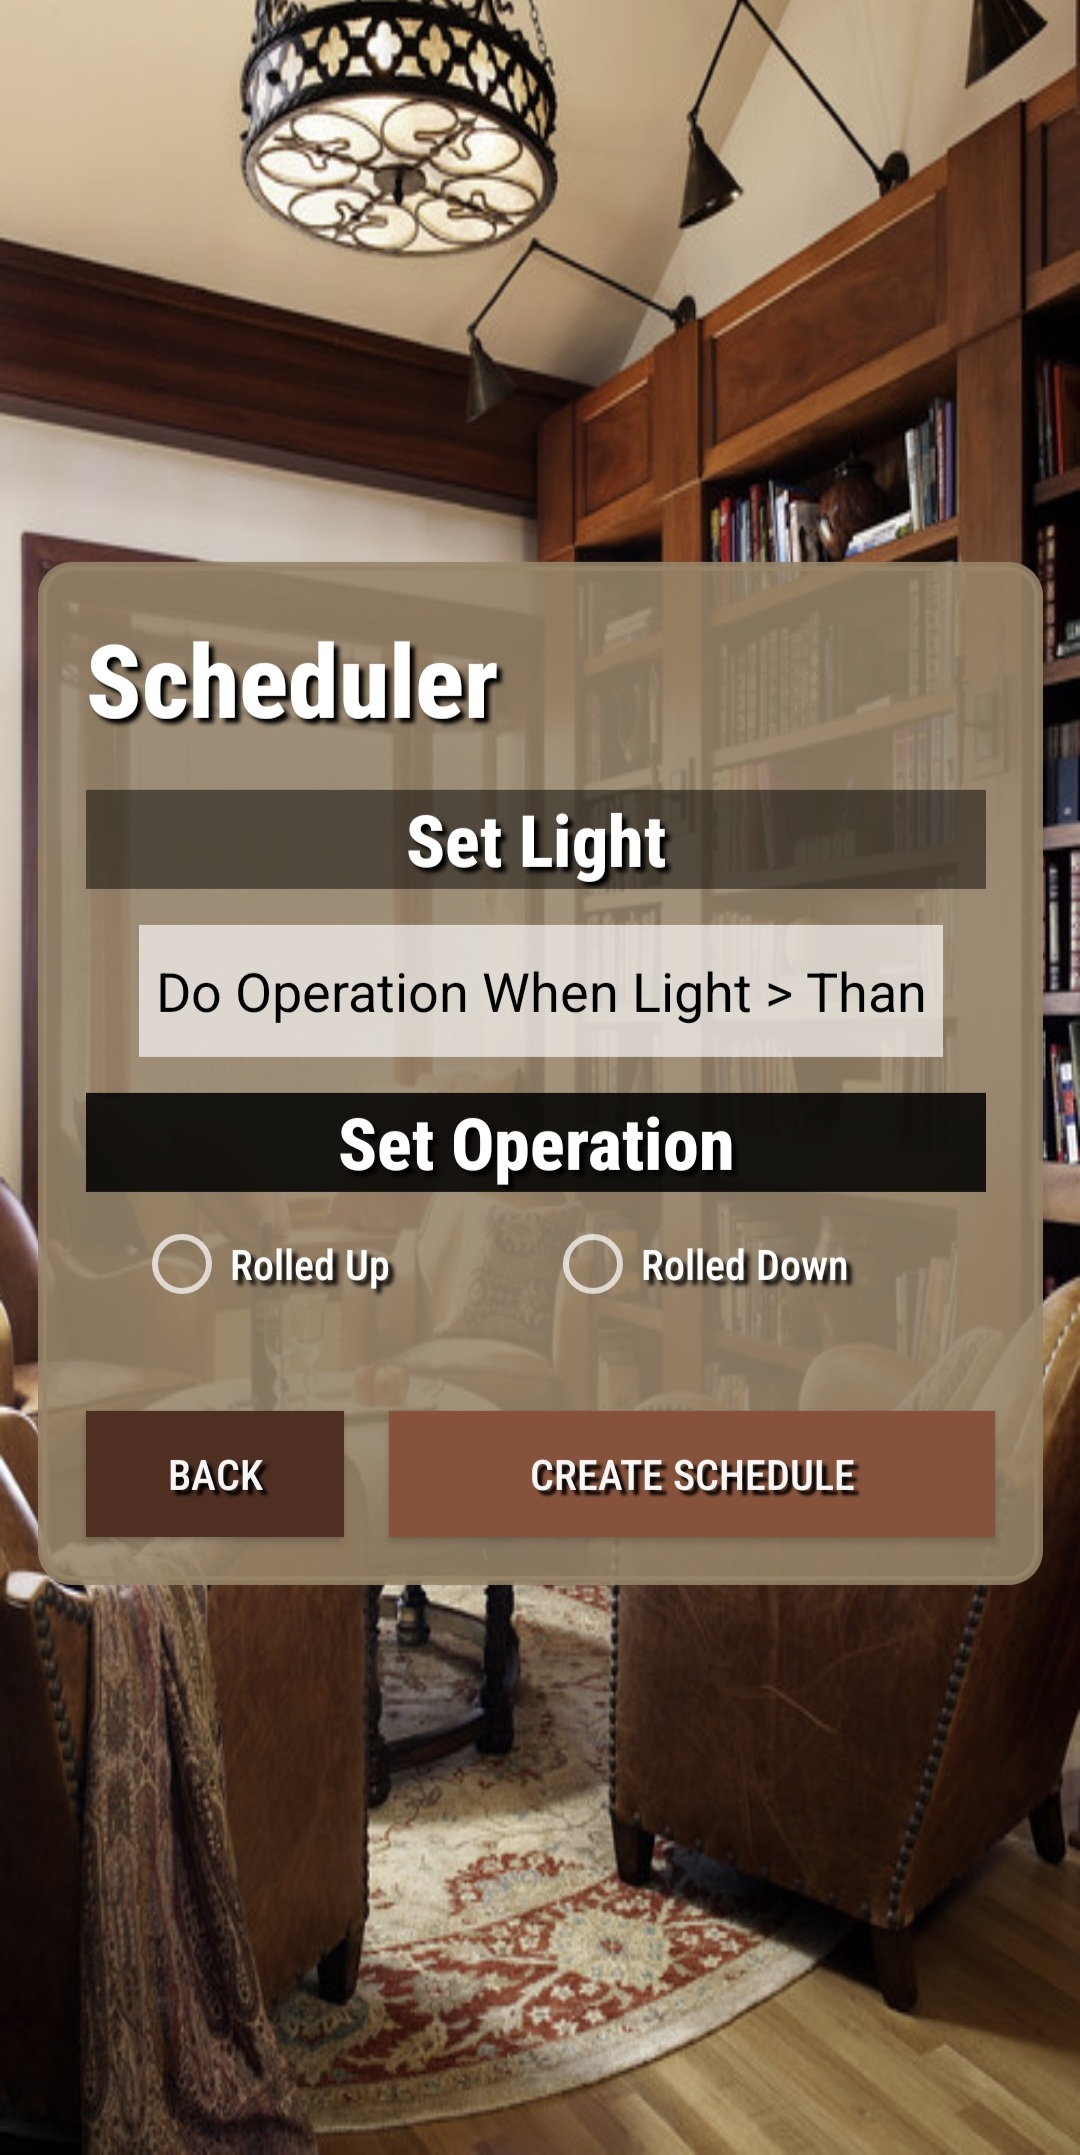 Scheduler
Set Light
Do Operation When Light > Than
Set Operation
Rolled Up
Rolled Down
BACK
CREATE SCHEDULE